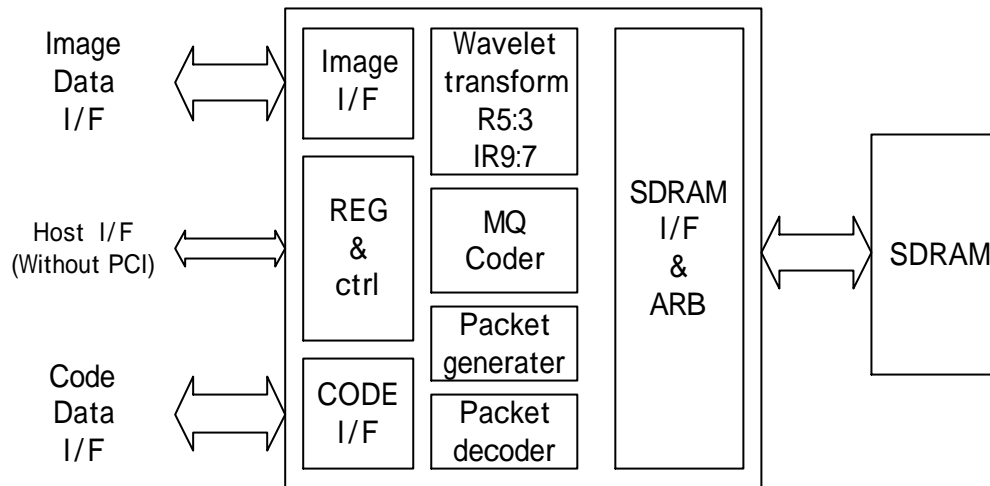 Image
Data
I/F
Host I/F
(Without PCI)
Code
Data
I/F
Image
I/F
REG
&
ctrl
CODE
I/F
Wavelet
transform
R5:3
IR9:7
MQ
Coder
Packet
generater
Packet
decoder
SDRAM
I/F
&
ARB
SDRAM